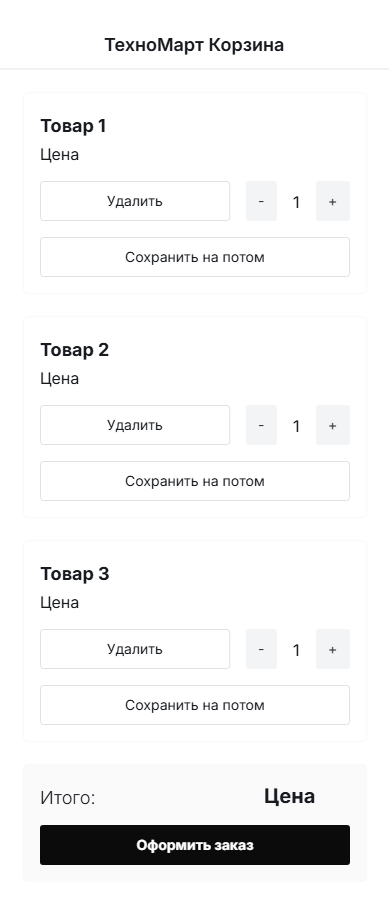 ТехноМарт Корзина
Товар 1
Цена
Удалить - 1 +
Сохранить на потом
Товар 2
Цена
Удалить - 1 +
Сохранить на потом
Товар 3
Цена
Удалить - 1 +
Сохранить на потом
Итого: Цена
Оформить заказ